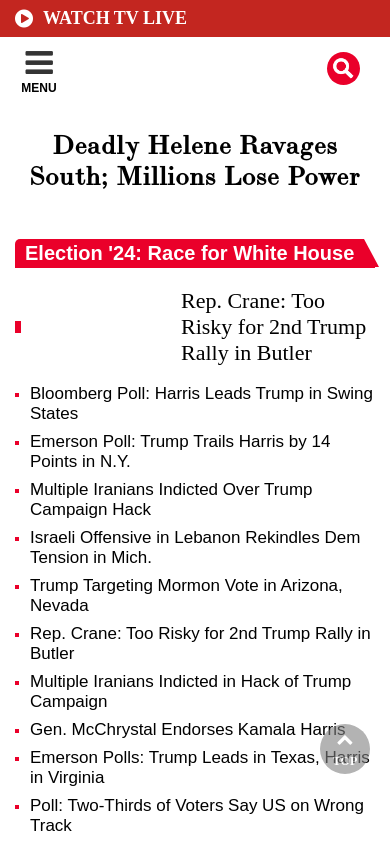 WATCH TV LIVE
MENU
Deadly Helene Ravages
South; Millions Lose Power
Election '24: Race for White House
Rep. Crane: Too
Risky for 2nd Trump
Rally in Butler
Bloomberg Poll: Harris Leads Trump in Swing
States
Emerson Poll: Trump Trails Harris by 14
Points in N.Y.
Multiple Iranians Indicted Over Trump
Campaign Hack
Israeli Offensive in Lebanon Rekindles Dem
Tension in Mich.
Trump Targeting Mormon Vote in Arizona,
Nevada
Rep. Crane: Too Risky for 2nd Trump Rally in
Butler
Multiple Iranians Indicted in Hack of Trump
Campaign
Gen. McChrystal Endorses Kamala Harris
Emerson Polls: Trump Leads in Texas, Harris
in Virginia
TOP
Poll: Two-Thirds of Voters Say US on Wrong
Track